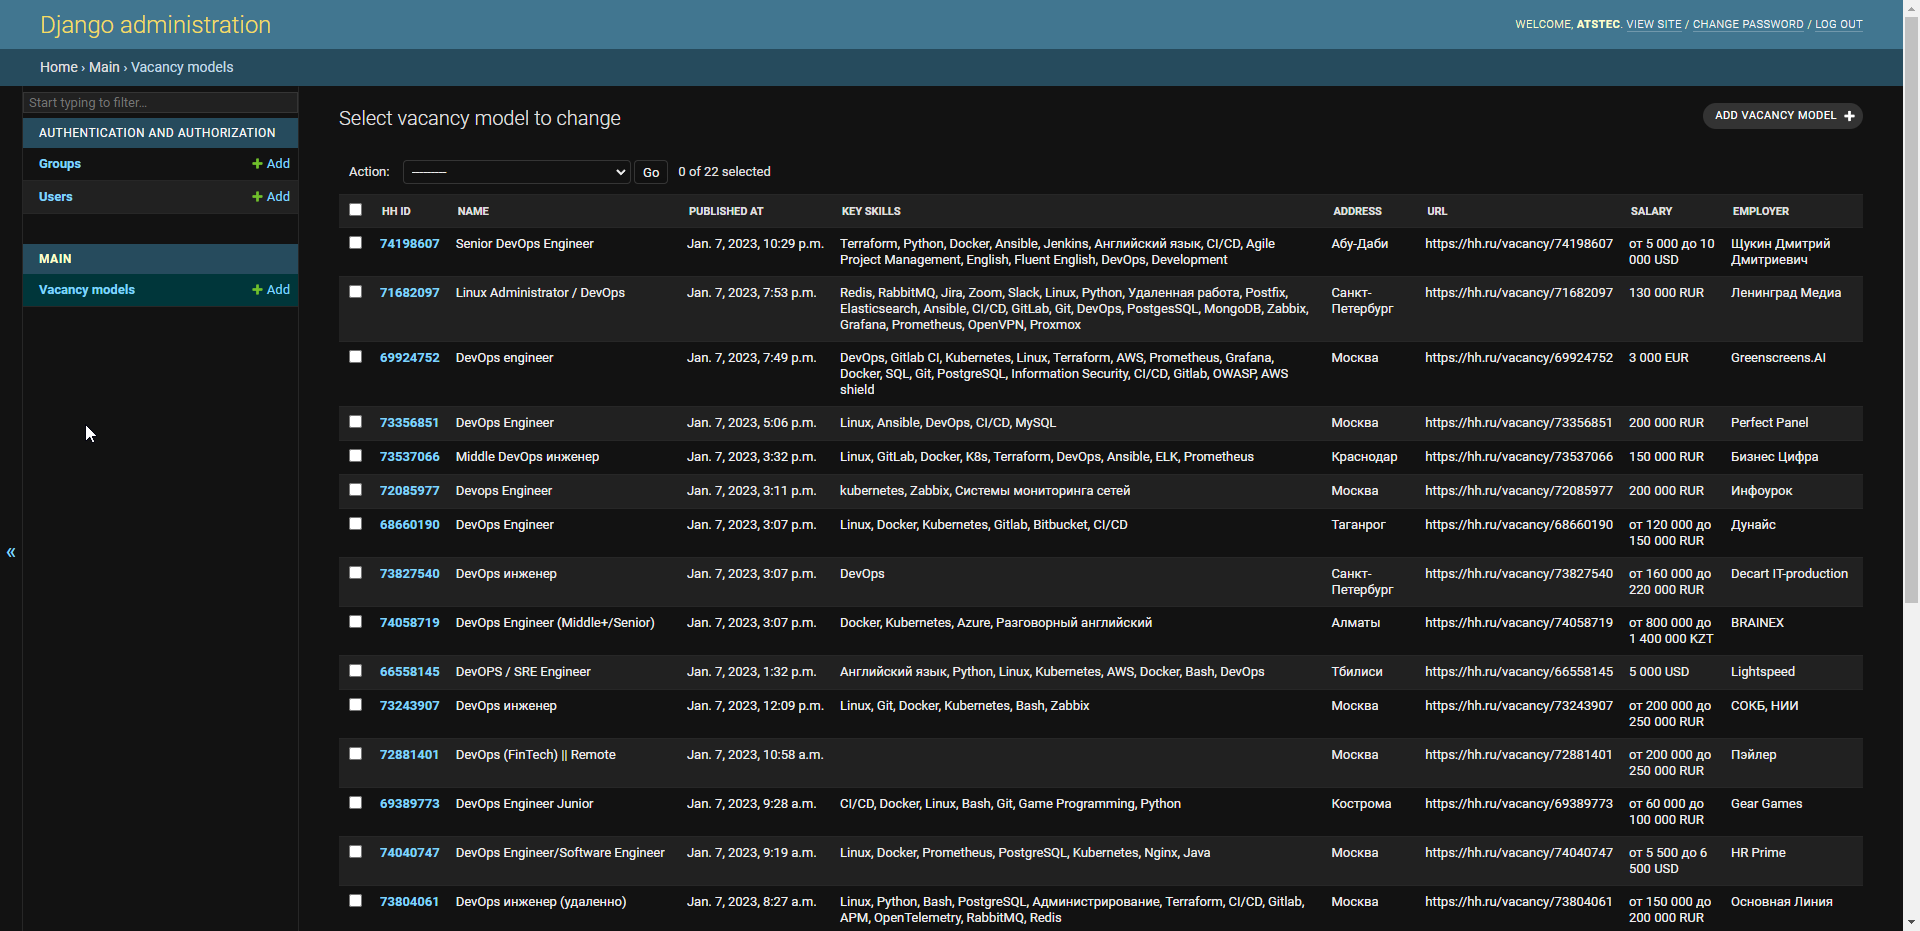 Django administration
WELCOME, ATSTEC. VIEW SITE / CHANGE PASSWORD / LOG OUT
Home › Main › Vacancy models
Start typing to filter...
AUTHENTICATION AND AUTHORIZATION
Groups + Add
Users + Add
MAIN
Vacancy models + Add
«
Select vacancy model to change
ADD VACANCY MODEL +
Action: --------- Go 0 of 22 selected
HH ID NAME PUBLISHED AT KEY SKILLS ADDRESS URL SALARY EMPLOYER
74198607 Senior DevOps Engineer Jan. 7, 2023, 10:29 p.m. Terraform, Python, Docker, Ansible, Jenkins, Английский язык, CI/CD, Agile Абу-Даби https://hh.ru/vacancy/74198607 от 5 000 до 10 Щукин Дмитрий
Project Management, English, Fluent English, DevOps, Development 000 USD Дмитриевич
71682097 Linux Administrator / DevOps Jan. 7, 2023, 7:53 p.m. Redis, RabbitMQ, Jira, Zoom, Slack, Linux, Python, Удаленная работа, Postfix, Санкт- https://hh.ru/vacancy/71682097 130 000 RUR Ленинград Медиа
Elasticsearch, Ansible, CI/CD, GitLab, Git, DevOps, PostgesSQL, MongoDB, Zabbix, Петербург
Grafana, Prometheus, OpenVPN, Proxmox
69924752 DevOps engineer Jan. 7, 2023, 7:49 p.m. DevOps, Gitlab CI, Kubernetes, Linux, Terraform, AWS, Prometheus, Grafana, Москва https://hh.ru/vacancy/69924752 3 000 EUR Greenscreens.AI
Docker, SQL, Git, PostgreSQL, Information Security, CI/CD, Gitlab, OWASP, AWS
shield
73356851 DevOps Engineer Jan. 7, 2023, 5:06 p.m. Linux, Ansible, DevOps, CI/CD, MySQL Москва https://hh.ru/vacancy/73356851 200 000 RUR Perfect Panel
73537066 Middle DevOps инженер Jan. 7, 2023, 3:32 p.m. Linux, GitLab, Docker, K8s, Terraform, DevOps, Ansible, ELK, Prometheus Краснодар https://hh.ru/vacancy/73537066 150 000 RUR Бизнес Цифра
72085977 Devops Engineer Jan. 7, 2023, 3:11 p.m. kubernetes, Zabbix, Системы мониторинга сетей Москва https://hh.ru/vacancy/72085977 200 000 RUR Инфоурок
68660190 DevOps Engineer Jan. 7, 2023, 3:07 p.m. Linux, Docker, Kubernetes, Gitlab, Bitbucket, CI/CD Таганрог https://hh.ru/vacancy/68660190 от 120 000 до Дунайс
150 000 RUR
73827540 DevOps инженер Jan. 7, 2023, 3:07 p.m. DevOps Санкт- https://hh.ru/vacancy/73827540 от 160 000 до Decart IT-production
Петербург 220 000 RUR
74058719 DevOps Engineer (Middle+/Senior) Jan. 7, 2023, 3:07 p.m. Docker, Kubernetes, Azure, Разговорный английский Алматы https://hh.ru/vacancy/74058719 от 800 000 до BRAINEX
1 400 000 KZT
66558145 DevOPS / SRE Engineer Jan. 7, 2023, 1:32 p.m. Английский язык, Python, Linux, Kubernetes, AWS, Docker, Bash, DevOps Тбилиси https://hh.ru/vacancy/66558145 5 000 USD Lightspeed
73243907 DevOps инженер Jan. 7, 2023, 12:09 p.m. Linux, Git, Docker, Kubernetes, Bash, Zabbix Москва https://hh.ru/vacancy/73243907 от 200 000 до СОКБ, НИИ
250 000 RUR
72881401 DevOps (FinTech) || Remote Jan. 7, 2023, 10:58 a.m. Москва https://hh.ru/vacancy/72881401 от 200 000 до Пэйлер
250 000 RUR
69389773 DevOps Engineer Junior Jan. 7, 2023, 9:28 a.m. CI/CD, Docker, Linux, Bash, Git, Game Programming, Python Кострома https://hh.ru/vacancy/69389773 от 60 000 до Gear Games
100 000 RUR
74040747 DevOps Engineer/Software Engineer Jan. 7, 2023, 9:19 a.m. Linux, Docker, Prometheus, PostgreSQL, Kubernetes, Nginx, Java Москва https://hh.ru/vacancy/74040747 от 5 500 до 6 HR Prime
500 USD
73804061 DevOps инженер (удаленно) Jan. 7, 2023, 8:27 a.m. Linux, Python, Bash, PostgreSQL, Администрирование, Terraform, CI/CD, Gitlab, Москва https://hh.ru/vacancy/73804061 от 150 000 до Основная Линия
APM, OpenTelemetry, RabbitMQ, Redis 200 000 RUR